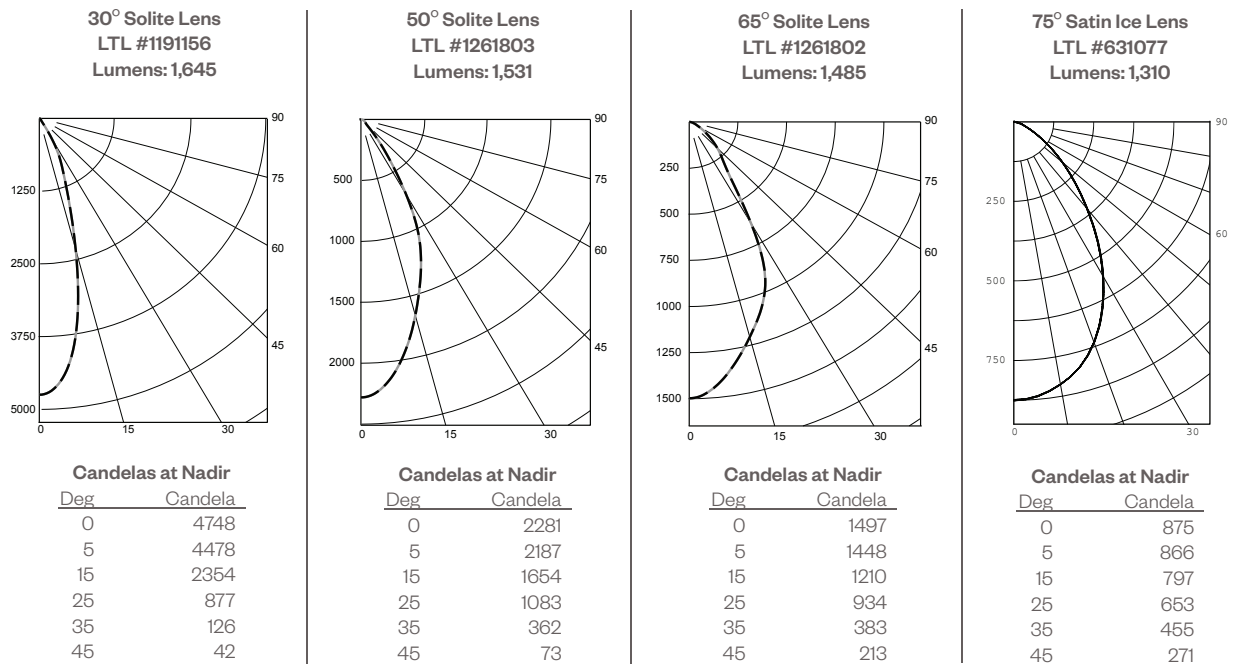 30° Solite Lens
LTL #1191156
Lumens: 1,645
90
1250
75
2500
60
3750
45
5000
0 15 30
Candelas at Nadir
Deg Candela
0 4748
5 4478
15 2354
25 877
35 126
45 42
50° Solite Lens
LTL #1261803
Lumens: 1,531
90
500
75
1000
60
1500
45
2000
0 15 30
Candelas at Nadir
Deg Candela
0 2281
5 2187
15 1654
25 1083
35 362
45 73
65° Solite Lens
LTL #1261802
Lumens: 1,485
90
250
75
500
60
750
1000
45
1250
1500
0 15 30
Candelas at Nadir
Deg Candela
0 1497
5 1448
15 1210
25 934
35 383
45 213
75° Satin Ice Lens
LTL #631077
Lumens: 1,310
90
250
60
500
750
0 30
Candelas at Nadir
Deg Candela
0 875
5 866
15 797
25 653
35 455
45 271